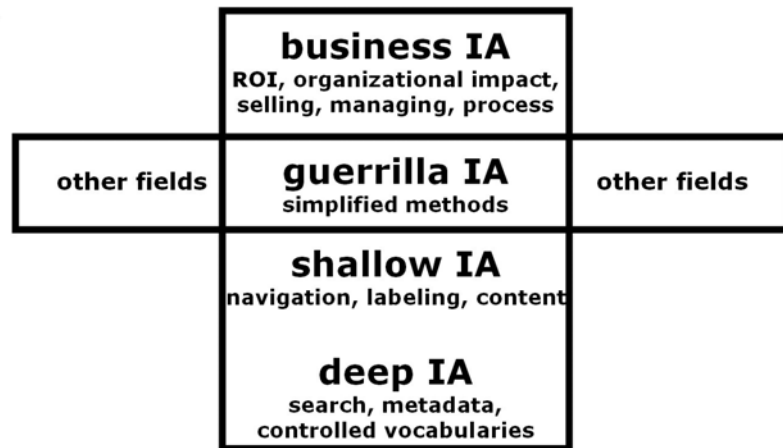 business IA
ROI, organizational impact,
selling, managing, process
other fields
guerrilla IA
simplified methods
other fields
shallow IA
navigation, labeling, content
deep IA
search, metadata,
controlled vocabularies